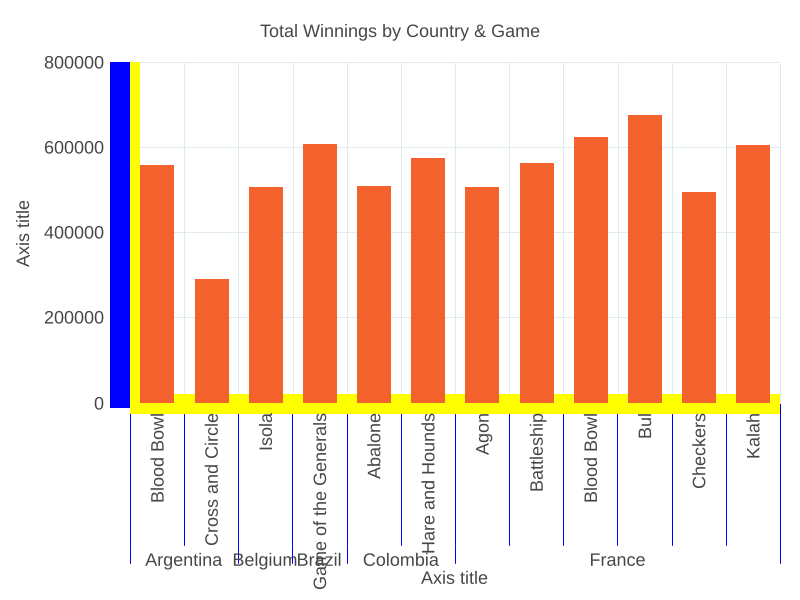 Total Winnings by Country & Game
Axis title
800000
600000
400000
200000
0
Blood Bowl
Cross and Circle
Isola
Game of the Generals
Abalone
Hare and Hounds
Agon
Battleship
Blood Bowl
Bul
Checkers
Kalah
Argentina
Belgium
Brazil
Colombia
France
Axis title